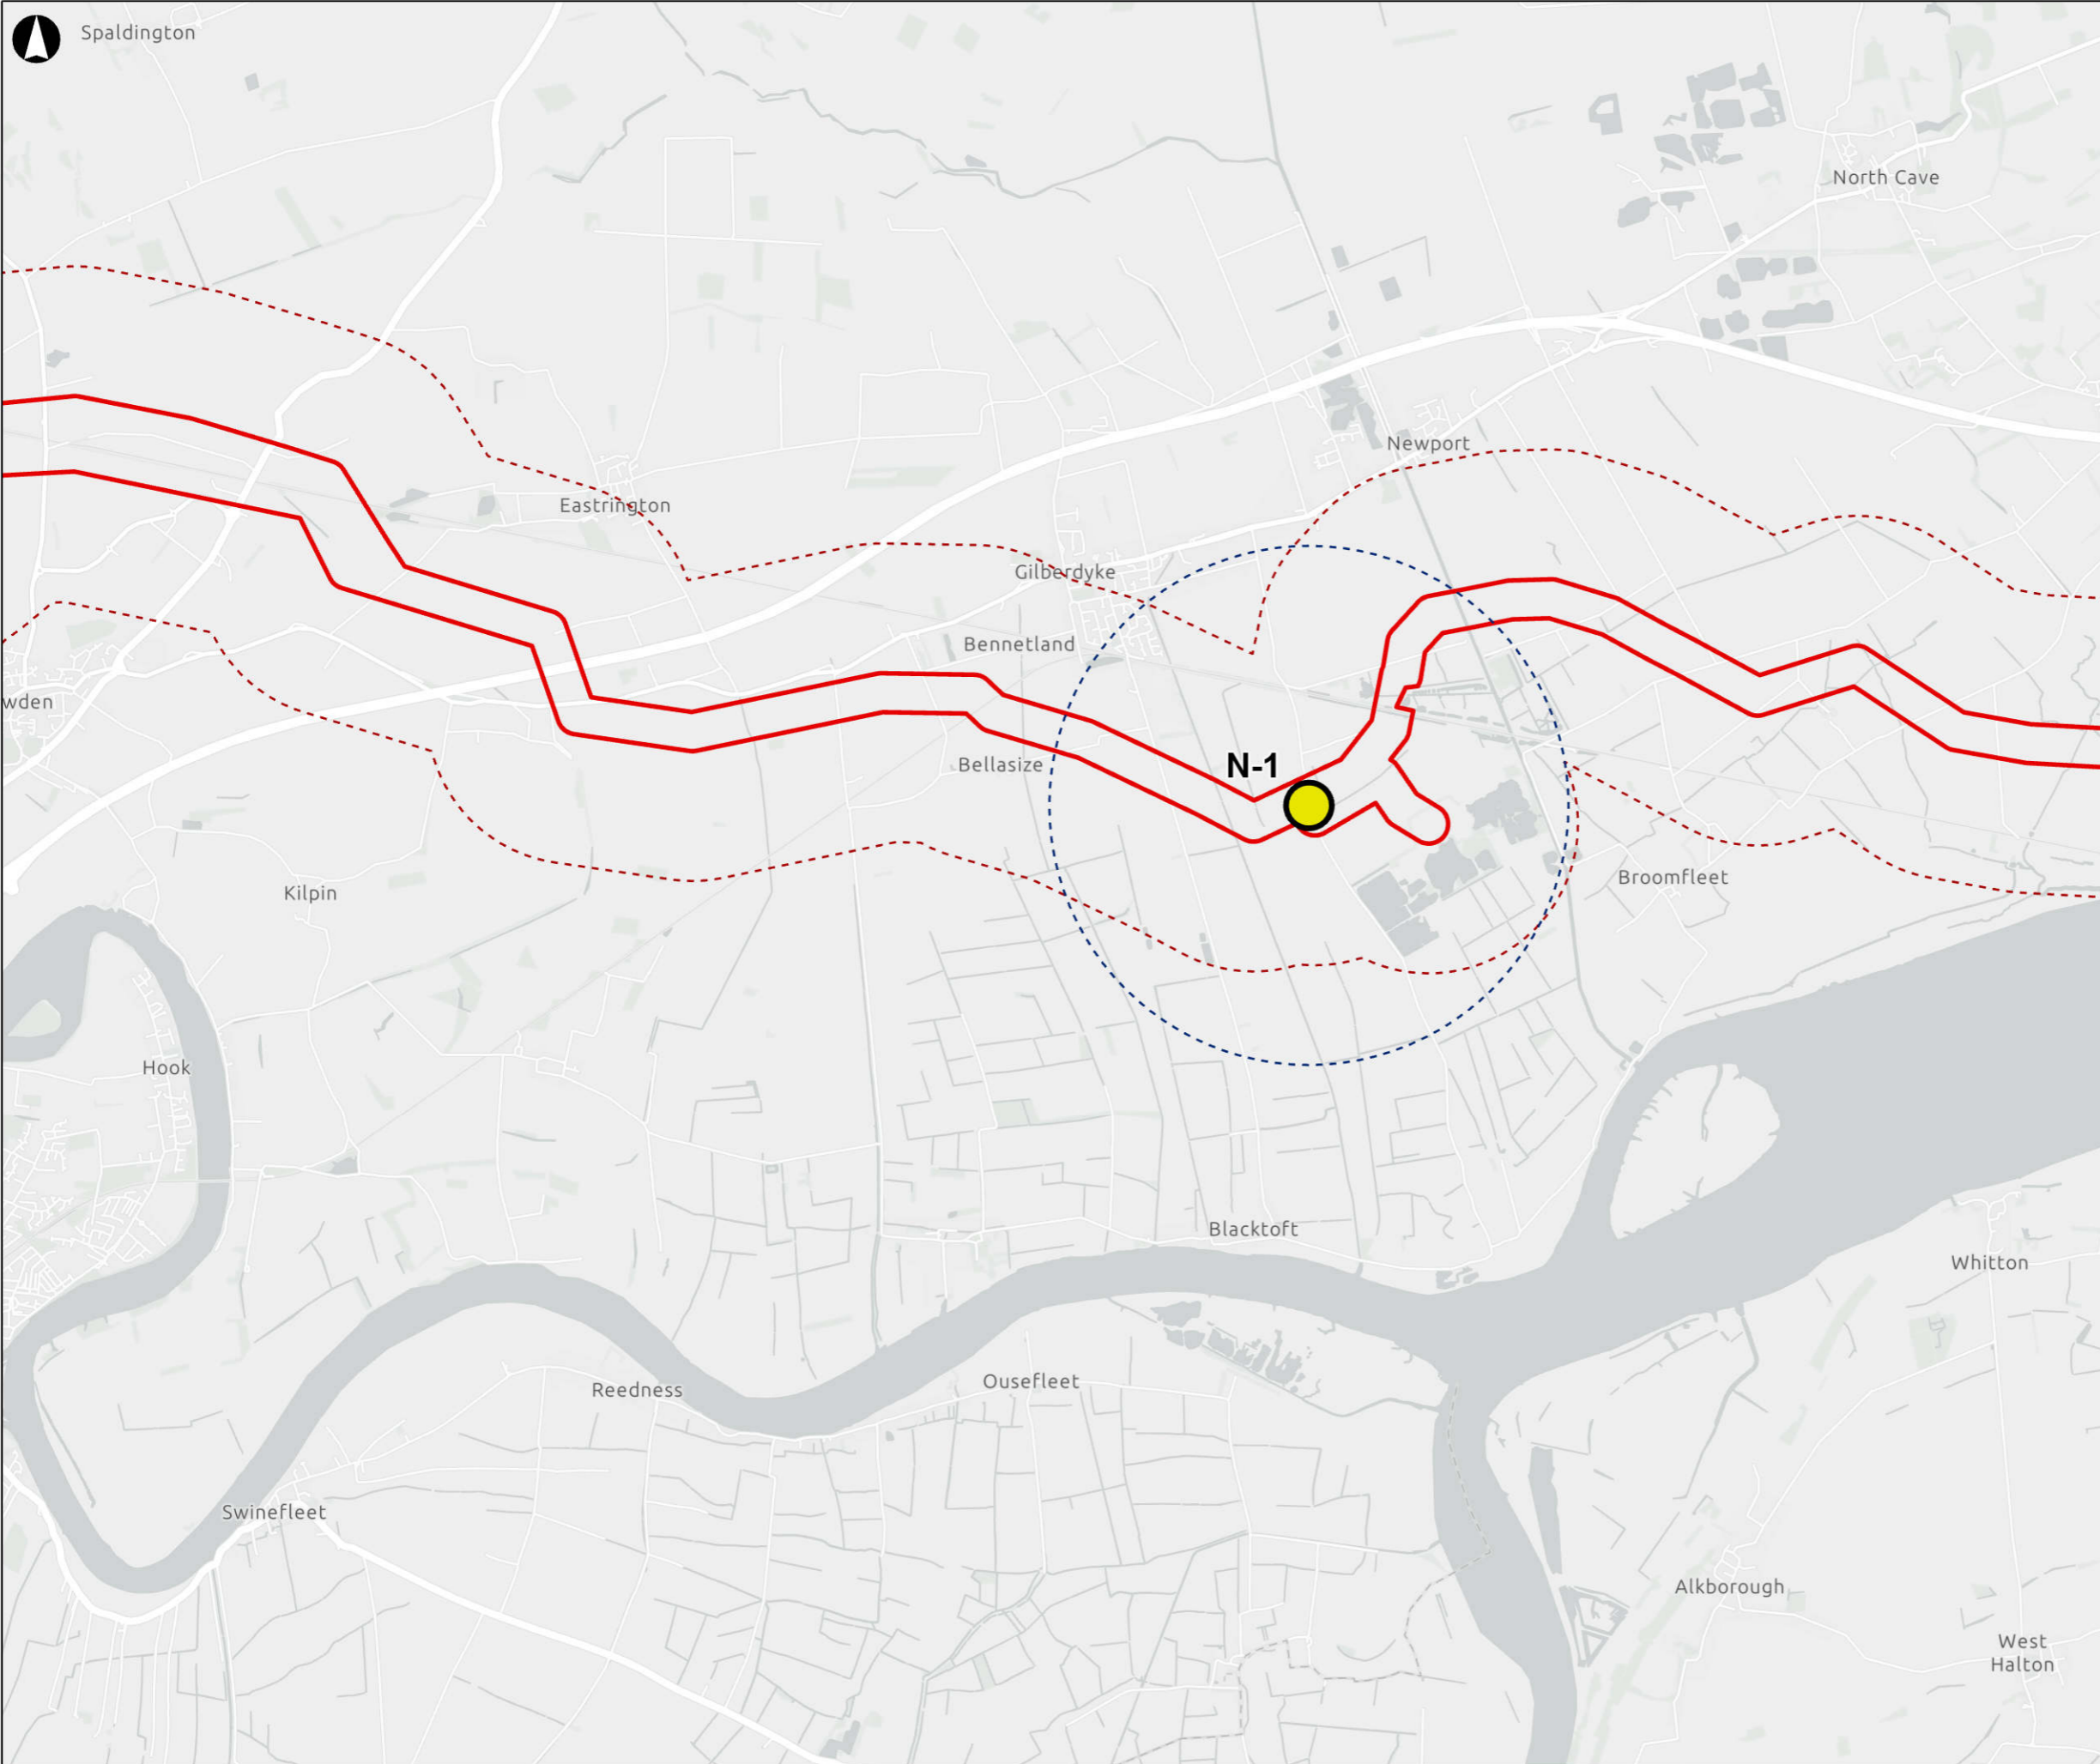 Spaldington
North Cave
Newport
Eastrington
Gilberdyke
Bennetland
wden
Bellasize
N-1
Broomfleet
Kilpin
Hook
Blacktoft
Whitton
Reedness
Ousefleet
Swinefleet
Alkborough
West
Halton